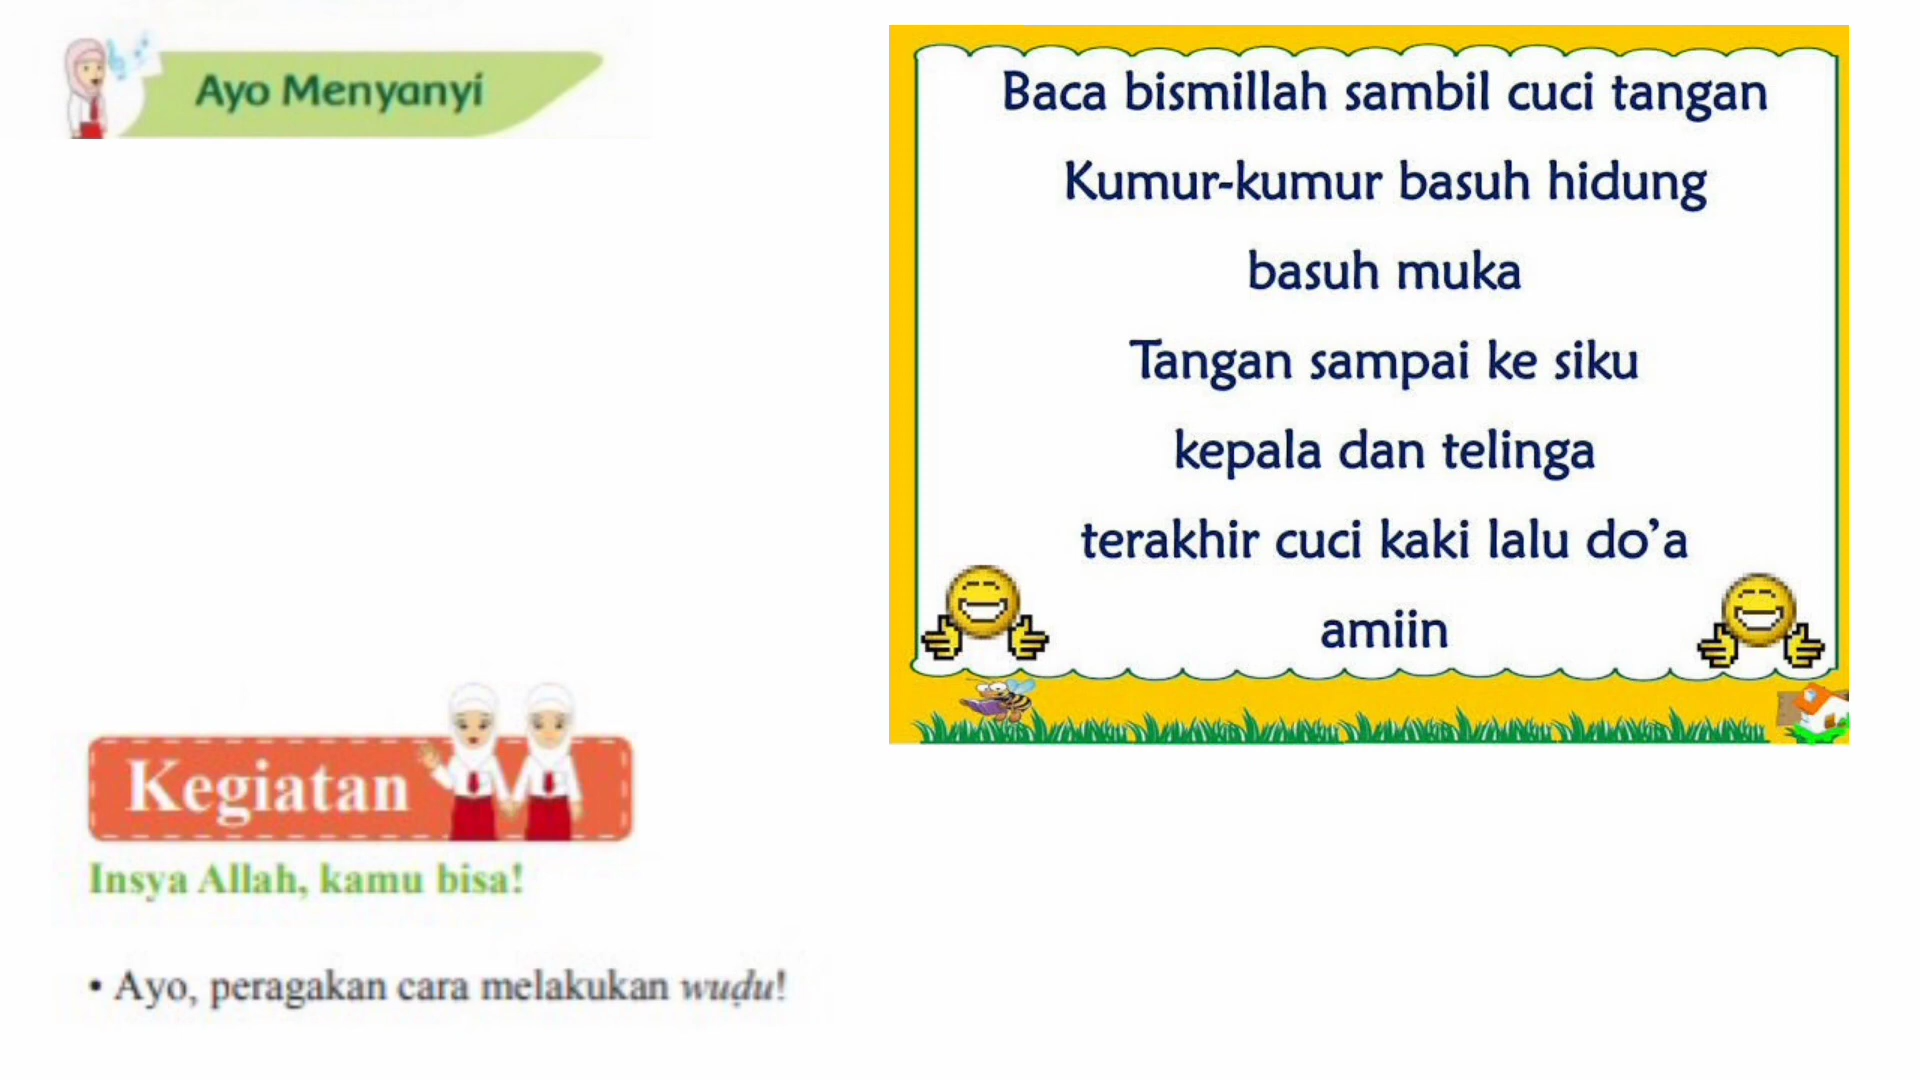 Ayo Menyanyi
Baca bismillah sambil cuci tangan
Kumur-kumur basuh hidung
basuh muka
Tangan sampai ke siku
kepala dan telinga
terakhir cuci kaki lalu do’a
amiin
Kegiatan
Insya Allah, kamu bisa!
• Ayo, peragakan cara melakukan wuḍu!